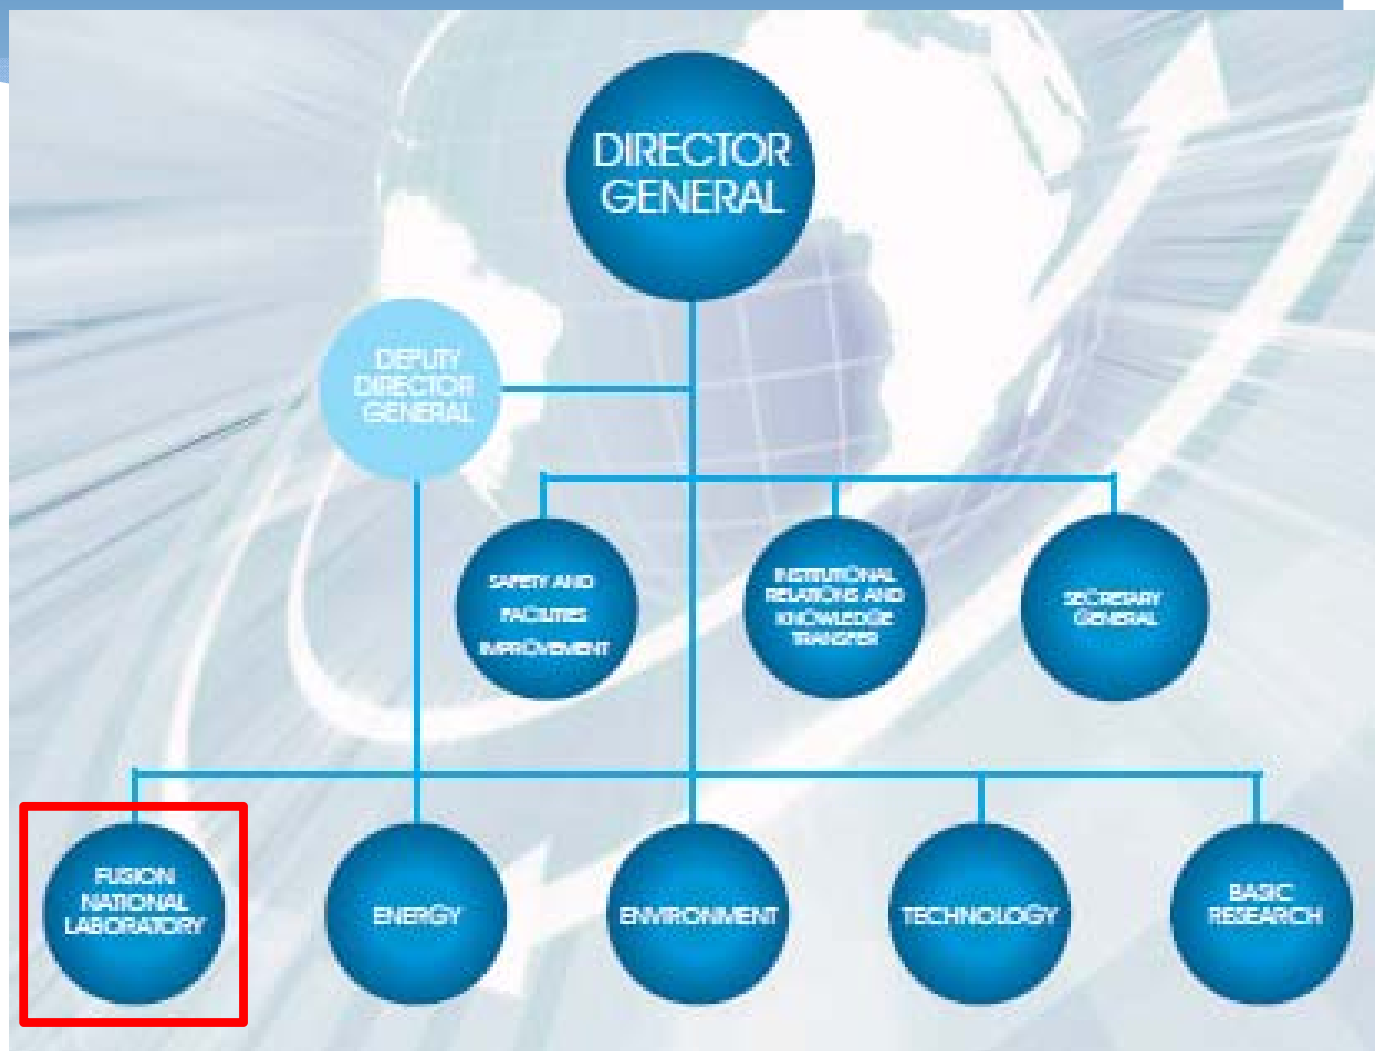 DIRECTOR
GENERAL
DEPUTY
DIRECTOR
GENERAL
SAFETY AND
FACILITIES
IMPROVEMENT
INSTITUTIONAL
RELATIONS AND
KNOWLEDGE
TRANSFER
SECRETARY
GENERAL
FUSION
NATIONAL
LABORATORY
ENERGY
ENVIRONMENT
TECHNOLOGY
BASIC
RESEARCH